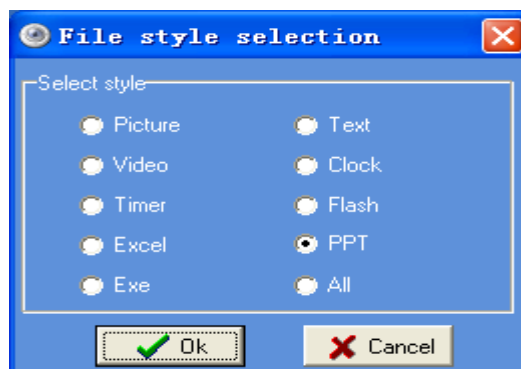 File style selection
Select style
Picture
Text
Video
Clock
Timer
Flash
Excel
PPT
Exe
All
Ok
Cancel